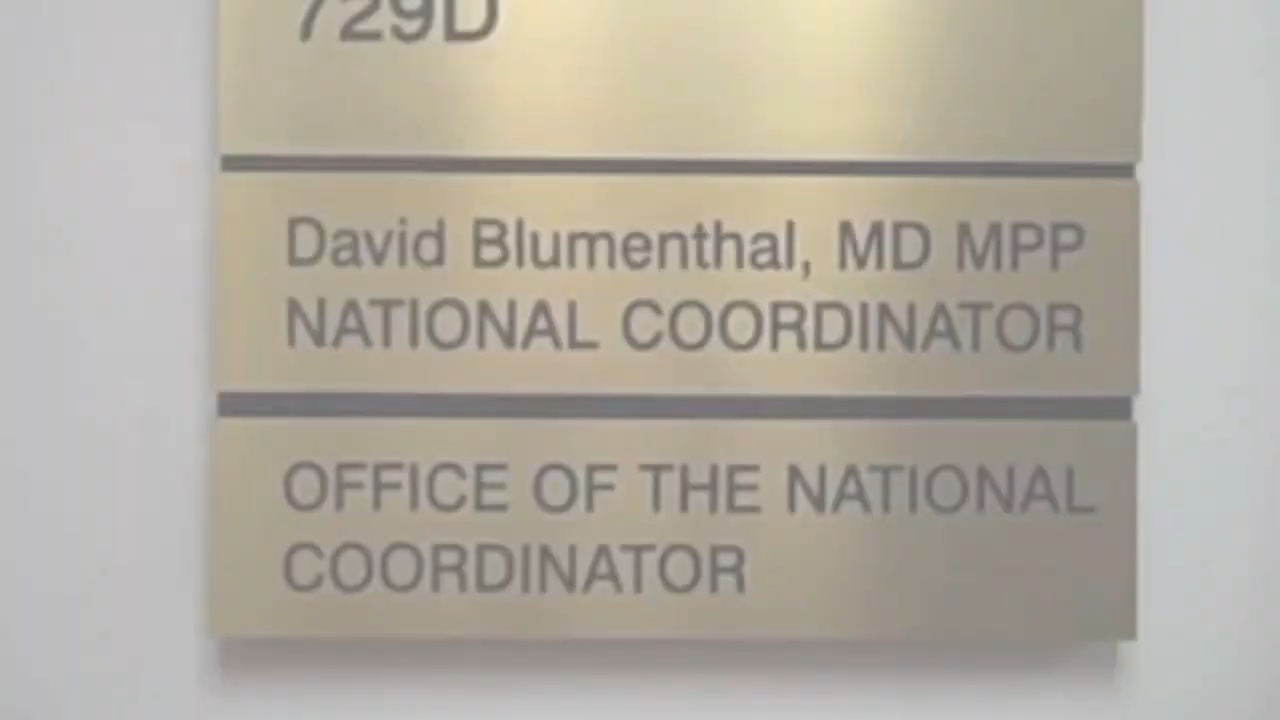 729D
David Blumenthal, MD MPP
NATIONAL COORDINATOR
OFFICE OF THE NATIONAL
COORDINATOR